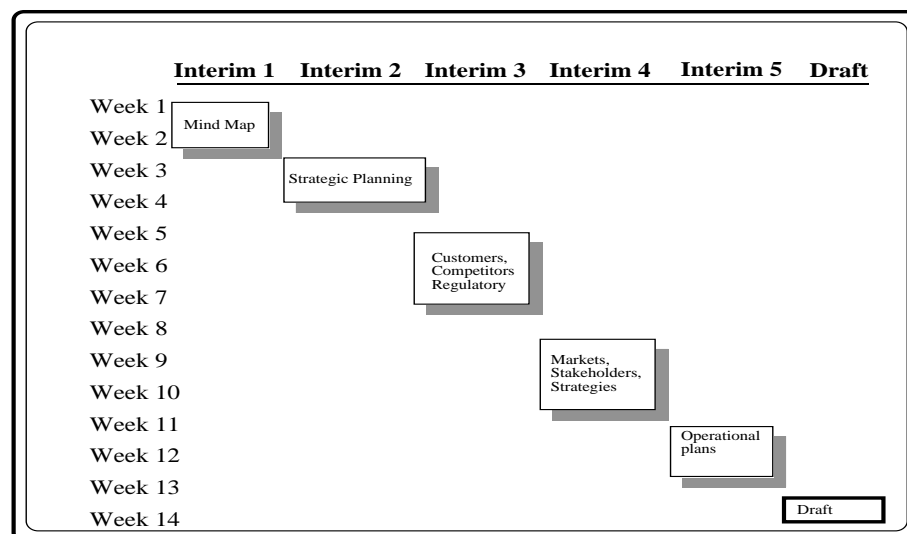 Interim 1 Interim 2 Interim 3 Interim 4 Interim 5 Draft
Week 1
Mind Map
Week 2
Week 3
Strategic Planning
Week 4
Week 5
Customers,
Week 6
Competitors
Regulatory
Week 7
Week 8
Markets,
Week 9
Stakeholders,
Strategies
Week 10
Week 11
Operational
plans
Week 12
Week 13
Draft
Week 14